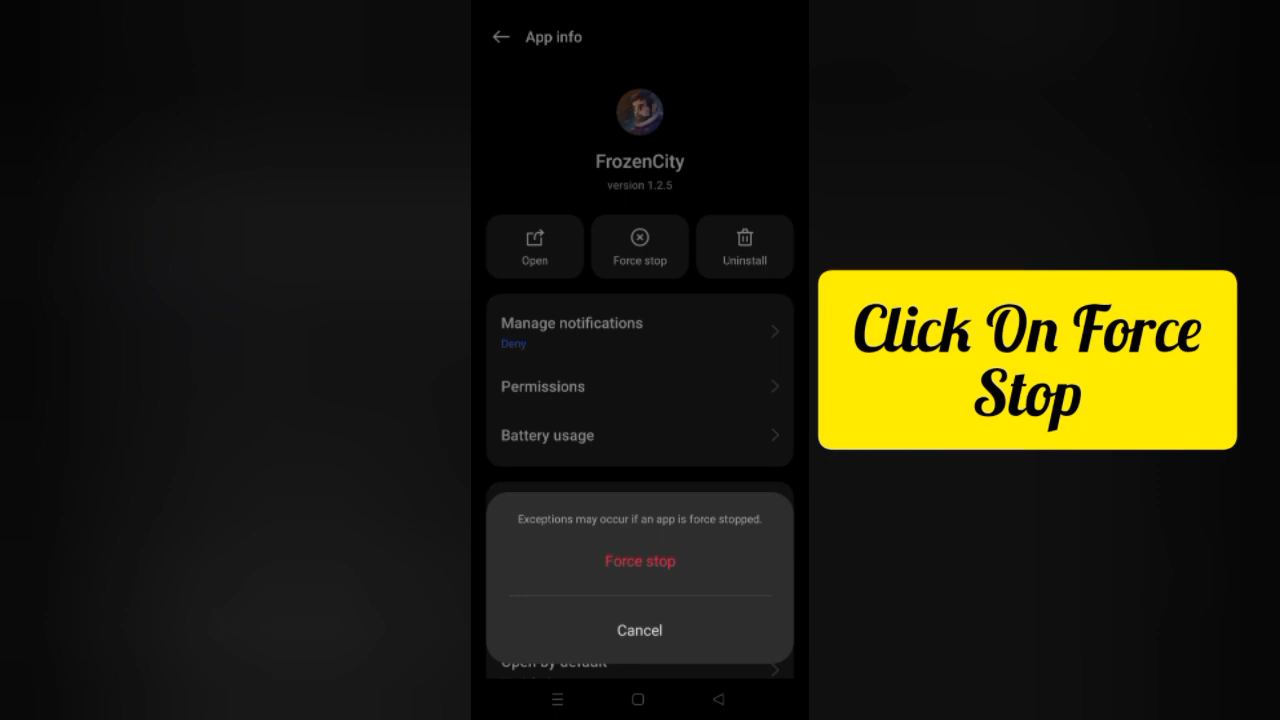 App info
FrozenCity
version 1.2.5
Open
Force stop
Uninstall
Manage notifications
Deny
Permissions
Battery usage
Click On Force
Stop
Exceptions may occur if an app is force stopped.
Force stop
Cancel
Open by default